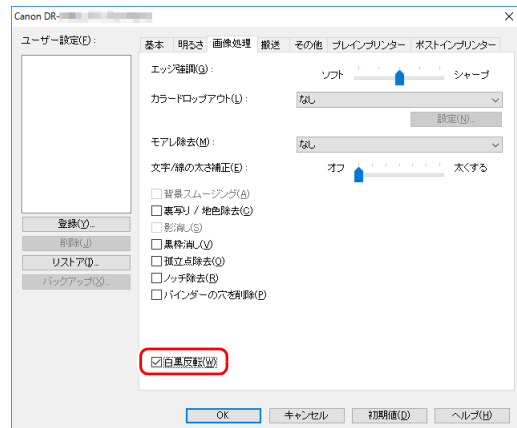 Canon DR-
ユーザー設定(F):
基本 明るさ 画像処理 搬送 その他 プレインプリンター ポストインプリンター
エッジ強調(G): ソフト シャープ
カラードロップアウト(L): なし
設定(N)...
モアレ除去(M): なし
文字/線の太さ補正(E): オフ 太くする
背景スムージング(A)
裏写り / 地色除去(C)
影消し(S)
黒枠消し(V)
孤立点除去(O)
ノッチ除去(R)
バインダーの穴を削除(P)
登録(Y)...
削除(J)
リストア(I)...
バックアップ(X)...
白黒反転(W)
OK キャンセル 初期値(D) ヘルプ(H)